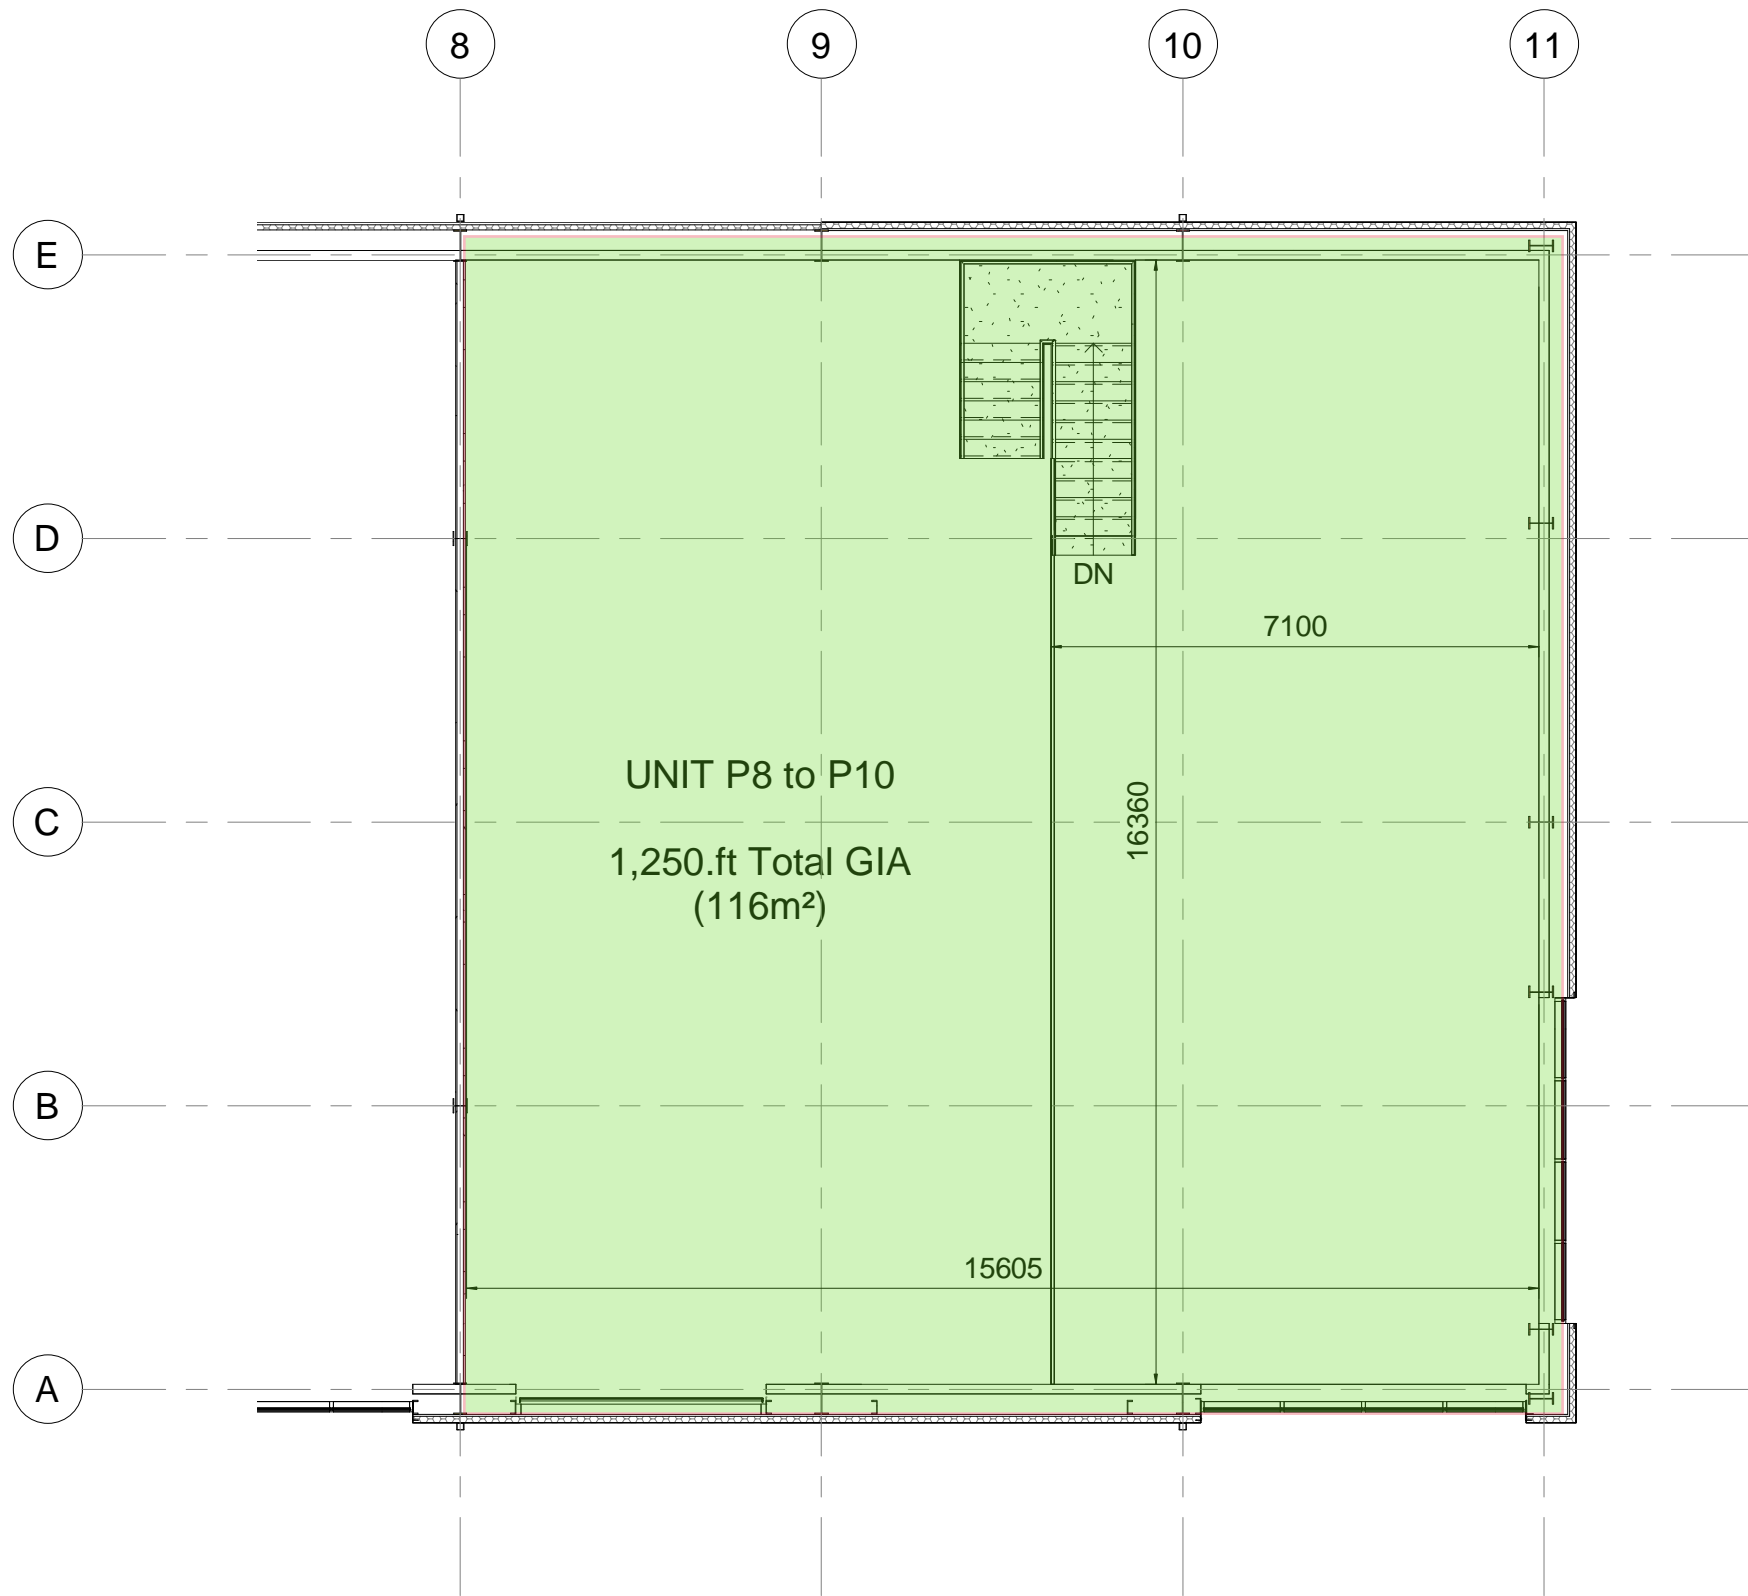 8
9
10
11
E
D
DN
7100
UNIT P8 to P10
16360
C
1,250.ft Total GIA
(116m²)
B
15605
A